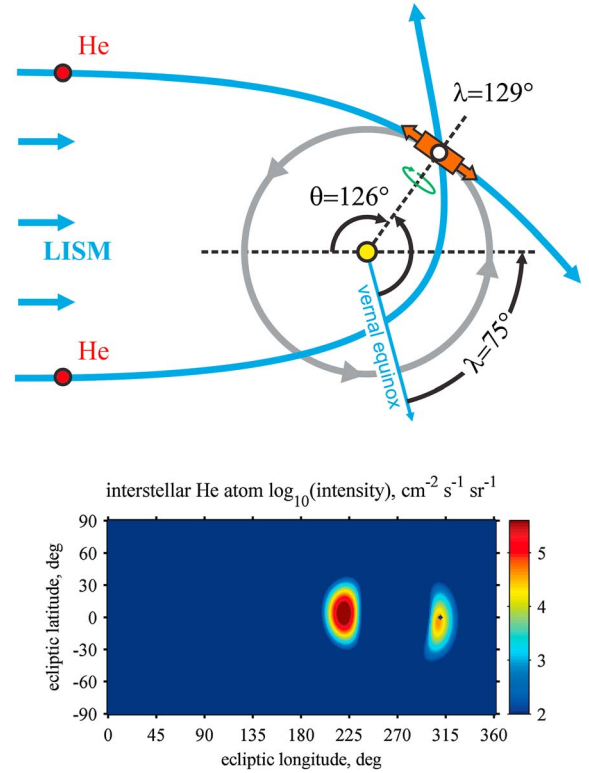 He
λ=129°
θ=126°
LISM
vernal equinox
He
λ=75°
interstellar He atom log₁₀(intensity), cm⁻² s⁻¹ sr⁻¹
ecliptic latitude, deg
90
60
30
0
-30
-60
-90
0 45 90 135 180 225 270 315 360
ecliptic longitude, deg
5
4
3
2